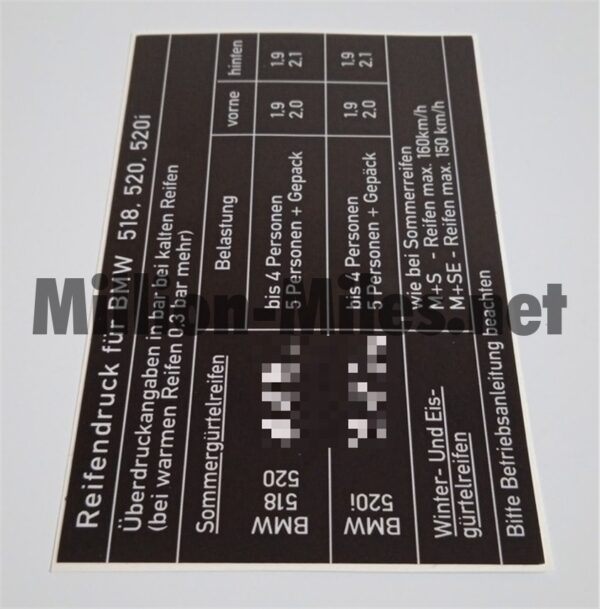 Reifendruck für BMW 518, 520, 520i
Überdruckangaben in bar bei kalten Reifen
(bei warmen Reifen 0,3 bar mehr)
Sommergürtelreifen Belastung vorne hinten
BMW 518 520 bis 4 Personen 1.9 1.9
5 Personen + Gepack 2.0 2.1
BMW 520i bis 4 Personen 1.9 1.9
5 Personen + Gepäck 2.0 2.1
Winter- Und Eis-
gürtelreifen
wie bei Sommerreifen
M+S - Reifen max. 160km/h
M+SE - Reifen max. 150 km/h
Bitte Betriebsanleitung beachten
Million-Miles.net